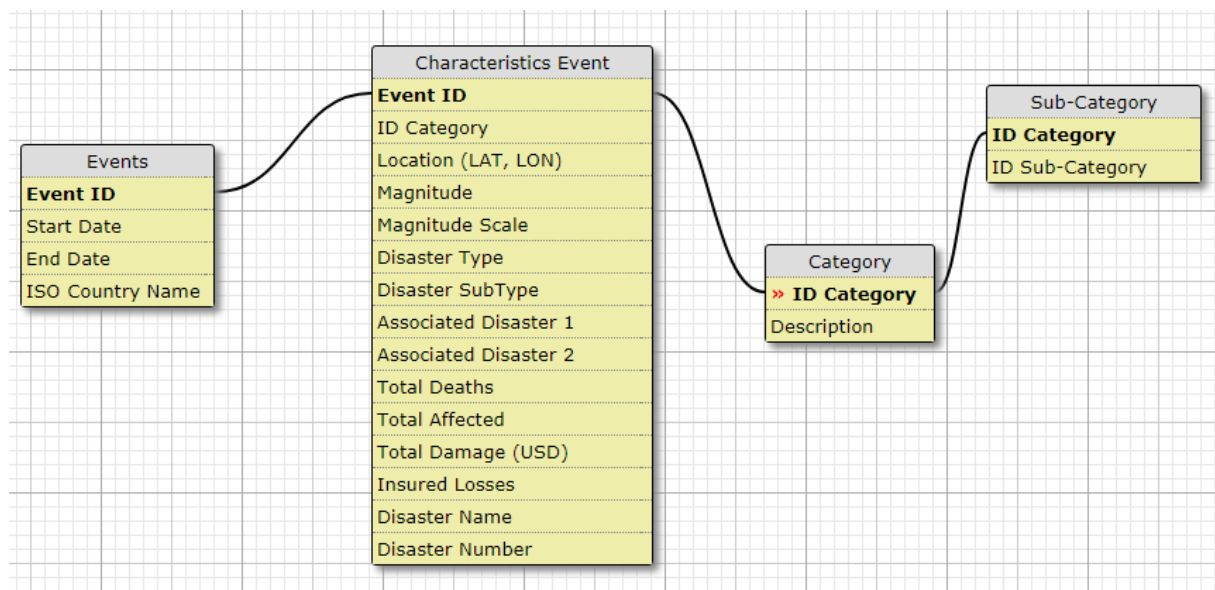 Events
Event ID
Start Date
End Date
ISO Country Name
Characteristics Event
Event ID
ID Category
Location (LAT, LON)
Magnitude
Magnitude Scale
Disaster Type
Disaster SubType
Associated Disaster 1
Associated Disaster 2
Total Deaths
Total Affected
Total Damage (USD)
Insured Losses
Disaster Name
Disaster Number
Category
» ID Category
Description
Sub-Category
ID Category
ID Sub-Category